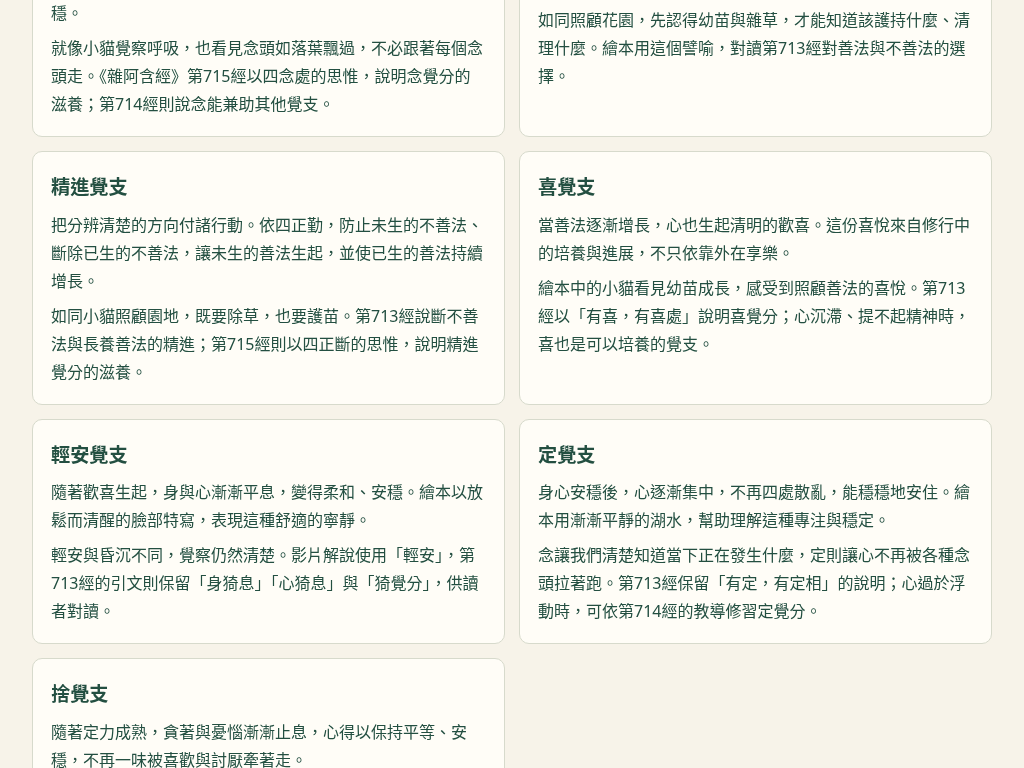 穩。
就像小貓覺察呼吸，也看見念頭如落葉飄過，不必跟著每個念
頭走。《雜阿含經》第715經以四念處的思惟，說明念覺分的
滋養；第714經則說念能兼助其他覺支。
如同照顧花園，先認得幼苗與雜草，才能知道該護持什麼、清
理什麼。繪本用這個譬喻，對讀第713經對善法與不善法的選
擇。
精進覺支
把分辨清楚的方向付諸行動。依四正勤，防止未生的不善法、
斷除已生的不善法，讓未生的善法生起，並使已生的善法持續
增長。
如同小貓照顧園地，既要除草，也要護苗。第713經說斷不善
法與長養善法的精進；第715經則以四正斷的思惟，說明精進
覺分的滋養。
喜覺支
當善法逐漸增長，心也生起清明的歡喜。這份喜悅來自修行中
的培養與進展，不只依靠外在享樂。
繪本中的小貓看見幼苗成長，感受到照顧善法的喜悅。第713
經以「有喜，有喜處」說明喜覺分；心沉滯、提不起精神時，
喜也是可以培養的覺支。
輕安覺支
隨著歡喜生起，身與心漸漸平息，變得柔和、安穩。繪本以放
鬆而清醒的臉部特寫，表現這種舒適的寧靜。
輕安與昏沉不同，覺察仍然清楚。影片解說使用「輕安」，第
713經的引文則保留「身猗息」「心猗息」與「猗覺分」，供讀
者對讀。
定覺支
身心安穩後，心逐漸集中，不再四處散亂，能穩穩地安住。繪
本用漸漸平靜的湖水，幫助理解這種專注與穩定。
念讓我們清楚知道當下正在發生什麼，定則讓心不再被各種念
頭拉著跑。第713經保留「有定，有定相」的說明；心過於浮
動時，可依第714經的教導修習定覺分。
捨覺支
隨著定力成熟，貪著與憂惱漸漸止息，心得以保持平等、安
穩，不再一味被喜歡與討厭牽著走。